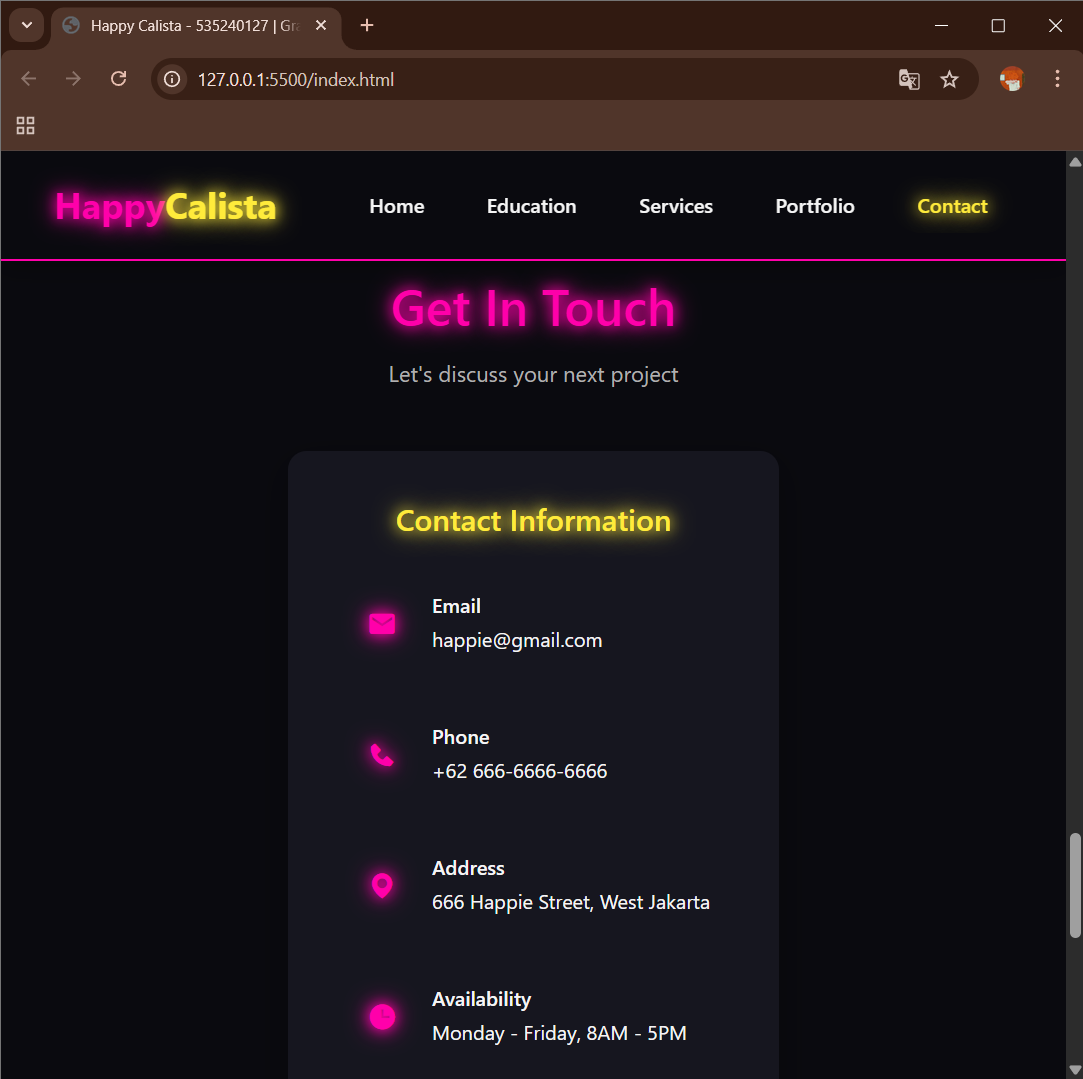 Happy Calista - 535240127 | Gra
127.0.0.1:5500/index.html
HappyCalista
Home Education Services Portfolio Contact
Get In Touch
Let's discuss your next project
Contact Information
Email
happie@gmail.com
Phone
+62 666-6666-6666
Address
666 Happie Street, West Jakarta
Availability
Monday - Friday, 8AM - 5PM